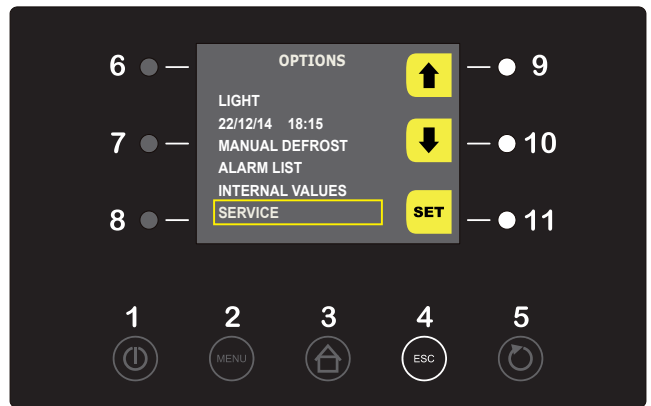 OPTIONS
6
9
LIGHT
22/12/14 18:15
7
MANUAL DEFROST
10
ALARM LIST
INTERNAL VALUES
8
SERVICE
SET
11
1
2
3
4
5
MENU
ESC